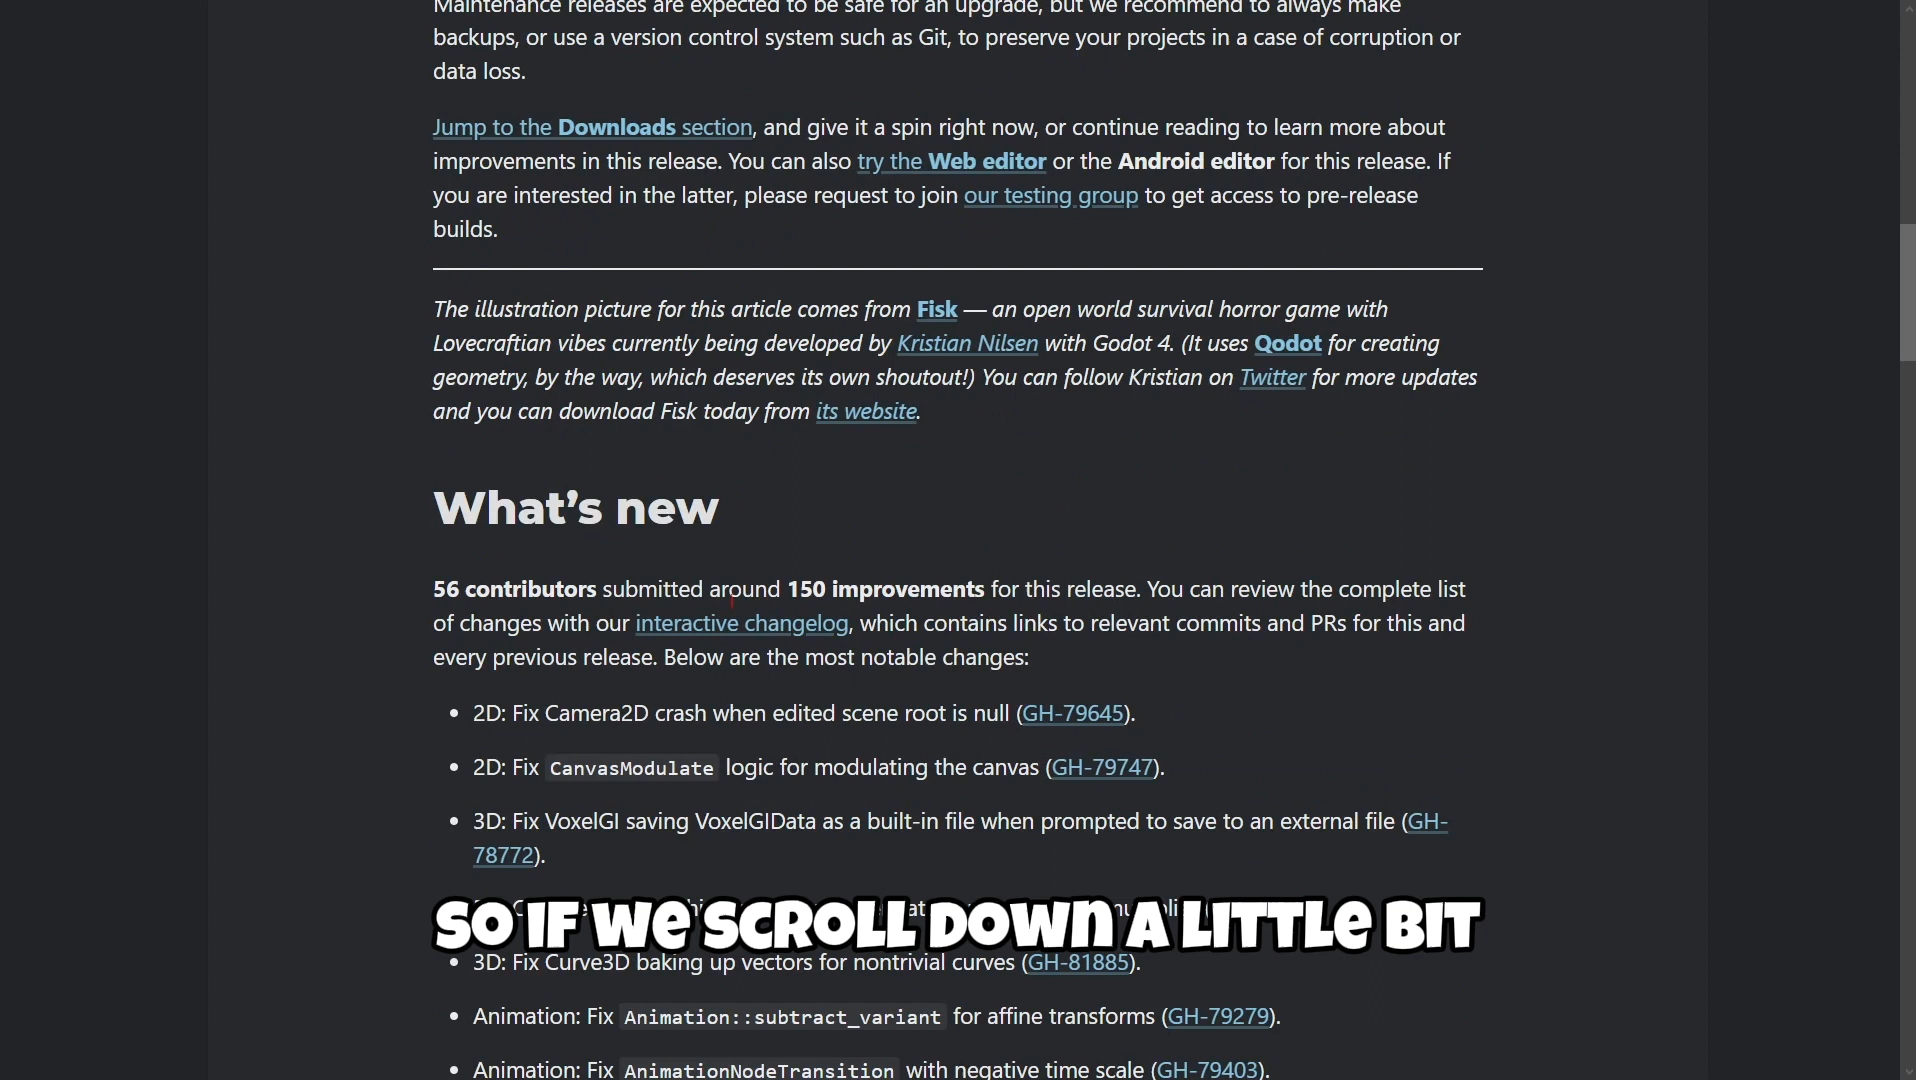 Maintenance releases are expected to be safe for an upgrade, but we recommend to always make
backups, or use a version control system such as Git, to preserve your projects in a case of corruption or
data loss.
Jump to the Downloads section, and give it a spin right now, or continue reading to learn more about
improvements in this release. You can also try the Web editor or the Android editor for this release. If
you are interested in the latter, please request to join our testing group to get access to pre-release
builds.
The illustration picture for this article comes from Fisk — an open world survival horror game with
Lovecraftian vibes currently being developed by Kristian Nilsen with Godot 4. (It uses Qodot for creating
geometry, by the way, which deserves its own shoutout!) You can follow Kristian on Twitter for more updates
and you can download Fisk today from its website.
What's new
56 contributors submitted around 150 improvements for this release. You can review the complete list
of changes with our interactive changelog, which contains links to relevant commits and PRs for this and
every previous release. Below are the most notable changes:
• 2D: Fix Camera2D crash when edited scene root is null (GH-79645).
• 2D: Fix CanvasModulate logic for modulating the canvas (GH-79747).
• 3D: Fix VoxelGI saving VoxelGIData as a built-in file when prompted to save to an external file (GH-
78772).
SO IF WE SCROLL DOWN A LITTLE BIT
• 3D: Fix Curve3D baking up vectors for nontrivial curves (GH-81885).
• Animation: Fix Animation::subtract_variant for affine transforms (GH-79279).
• Animation: Fix AnimationNodeTransition with negative time scale (GH-79403).